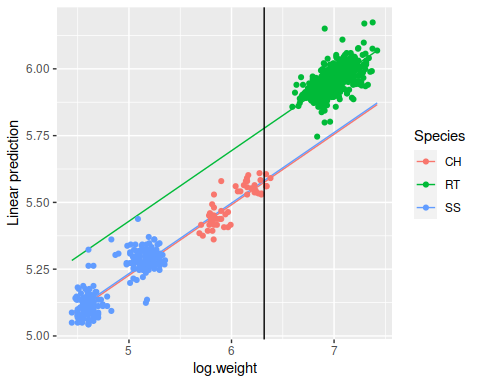 6.00
5.75
5.50
5.25
5.00
Linear prediction
5
6
7
log.weight
Species
CH
RT
SS